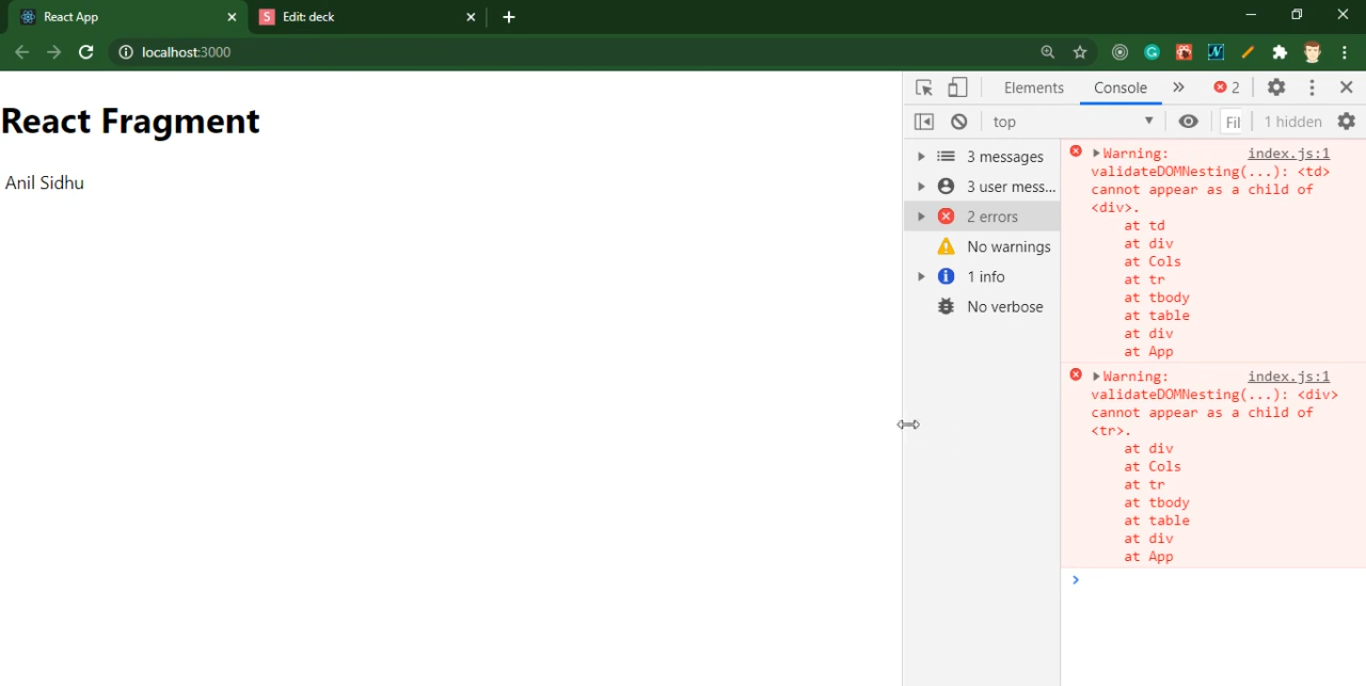 React App
Edit: deck
localhost:3000
React Fragment
Anil Sidhu
Elements
Console
2
top
Fil
1 hidden
3 messages
3 user mess...
2 errors
No warnings
1 info
No verbose
Warning: index.js:1
validateDOMNesting(...): <td>
cannot appear as a child of
<div>.
at td
at div
at Cols
at tr
at tbody
at table
at div
at App
Warning: index.js:1
validateDOMNesting(...): <div>
cannot appear as a child of
<tr>.
at div
at Cols
at tr
at tbody
at table
at div
at App